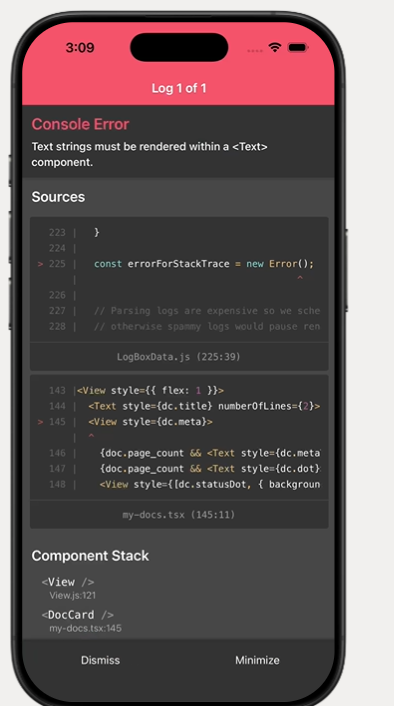 3:09
Log 1 of 1
Console Error
Text strings must be rendered within a <Text>
component.
Sources
223 | }
224 |
> 225 | const errorForStackTrace = new Error();
| ^
226 |
227 | // Parsing logs are expensive so we sche
228 | // otherwise spammy logs would pause ren
LogBoxData.js (225:39)
143 |<View style={{ flex: 1 }}>
144 | <Text style={dc.title} numberOfLines={2}>
> 145 | <View style={dc.meta}>
| ^
146 | {doc.page_count && <Text style={dc.meta
147 | {doc.page_count && <Text style={dc.dot}
148 | <View style={[dc.statusDot, { backgroun
my-docs.tsx (145:11)
Component Stack
<View />
View.js:121
<DocCard />
my-docs.tsx:145
Dismiss Minimize